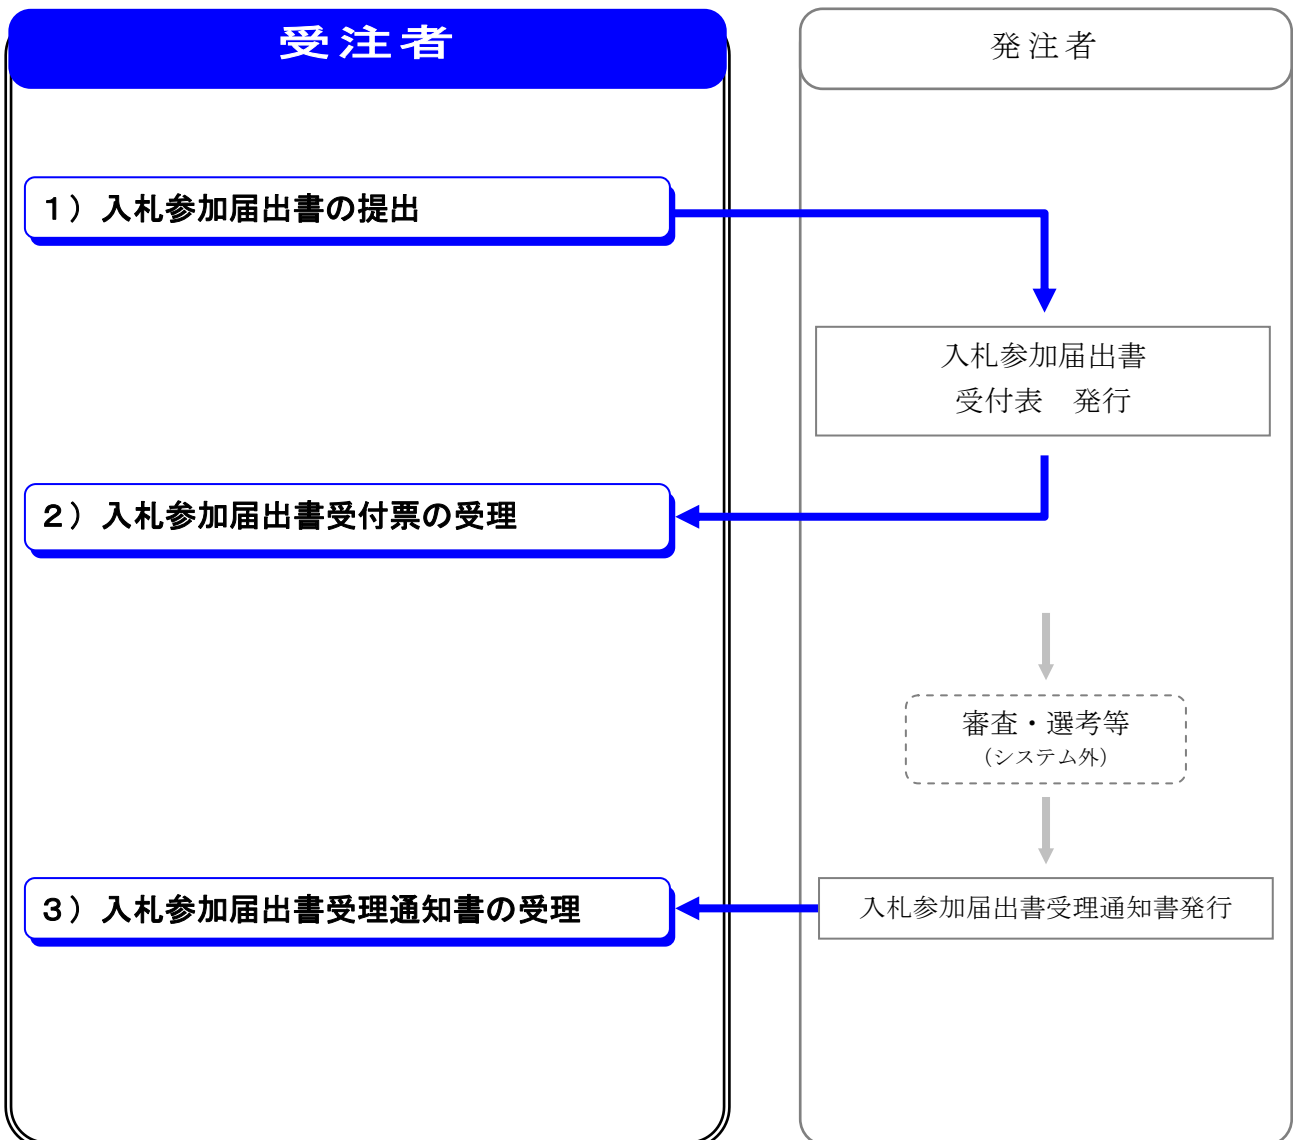 受注者
発注者
１）入札参加届出書の提出
入札参加届出書
受付表　発行
２）入札参加届出書受付票の受理
審査・選考等
（システム外）
３）入札参加届出書受理通知書の受理
入札参加届出書受理通知書発行